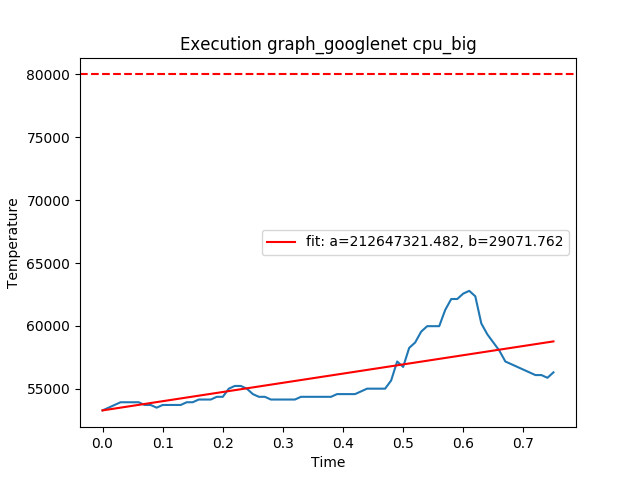 Execution graph_googlenet cpu_big
80000
75000
70000
65000
60000
55000
Temperature
fit: a=212647321.482, b=29071.762
0.0 0.1 0.2 0.3 0.4 0.5 0.6 0.7
Time